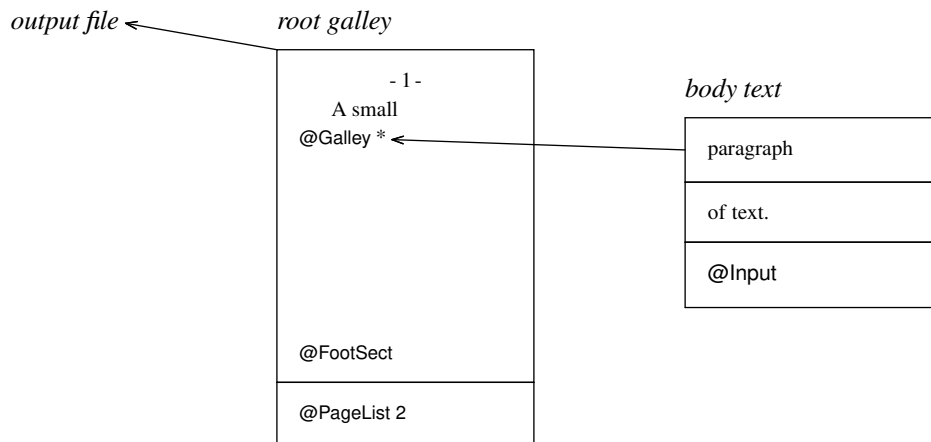 output file
root galley
- 1 -
A small
@Galley *
@FootSect
@PageList 2
body text
paragraph
of text.
@Input